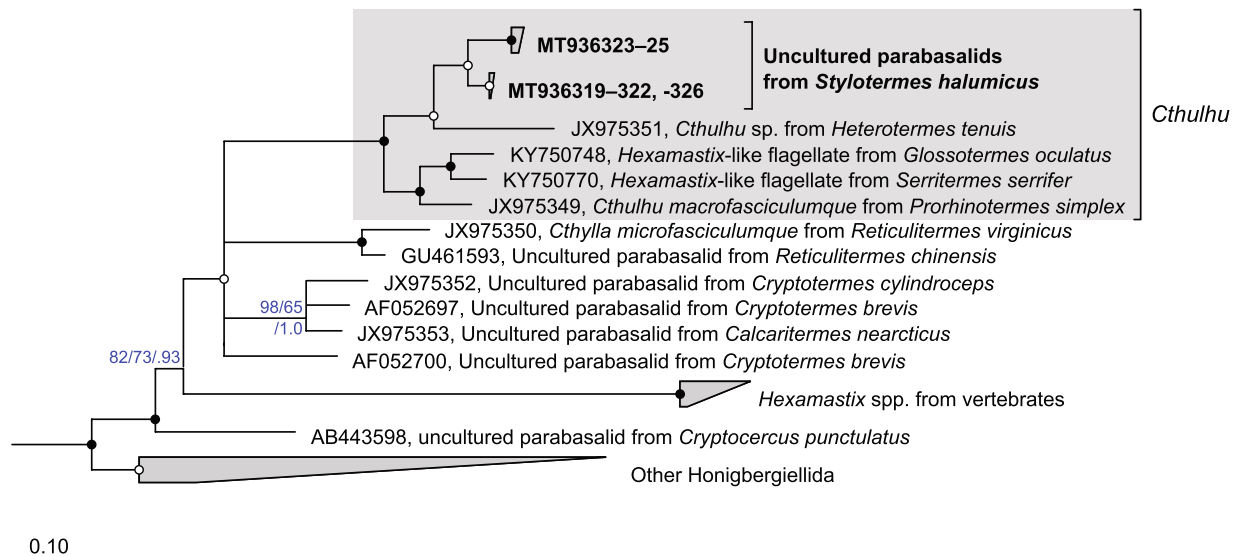 MT936323–25
MT936319–322, -326
Uncultured parabasalids
from Stylotermes halumicus
Cthulhu
JX975351, Cthulhu sp. from Heterotermes tenuis
KY750748, Hexamastix-like flagellate from Glossotermes oculatus
KY750770, Hexamastix-like flagellate from Serritermes serrifer
JX975349, Cthulhu macrofasciculumque from Prorhinotermes simplex
JX975350, Cthylla microfasciculumque from Reticulitermes virginicus
GU461593, Uncultured parabasalid from Reticulitermes chinensis
JX975352, Uncultured parabasalid from Cryptotermes cylindroceps
98/65
/1.0
AF052697, Uncultured parabasalid from Cryptotermes brevis
JX975353, Uncultured parabasalid from Calcaritermes nearcticus
82/73/.93
AF052700, Uncultured parabasalid from Cryptotermes brevis
Hexamastix spp. from vertebrates
AB443598, uncultured parabasalid from Cryptocercus punctulatus
Other Honigbergiellida
0.10